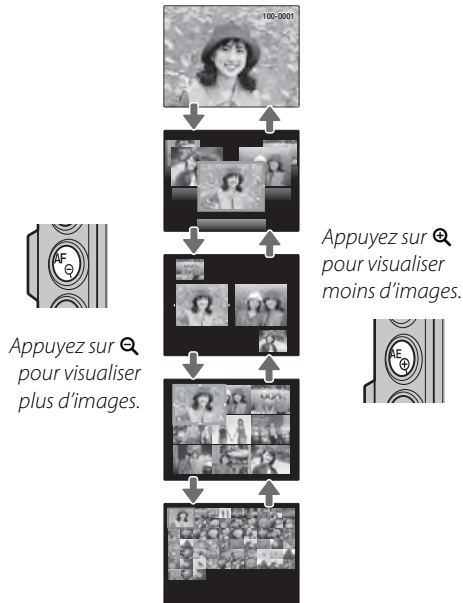 100-0001
Appuyez sur
pour visualiser
moins d’images.
AF
AE
Appuyez sur
pour visualiser
plus d’images.